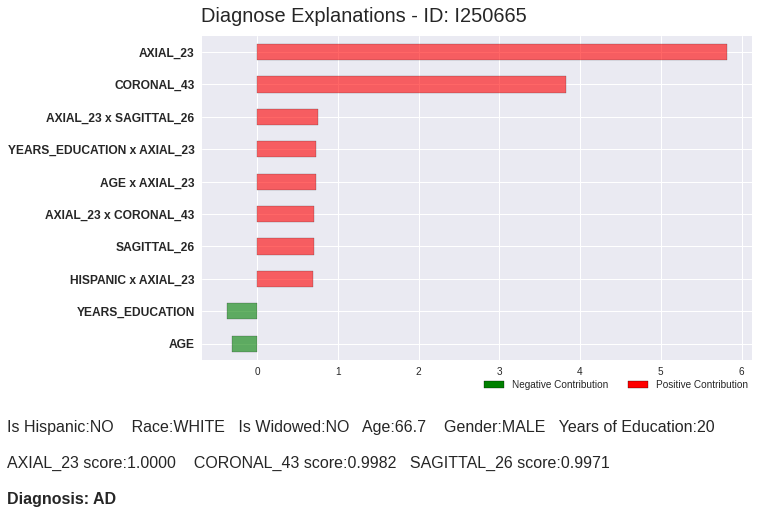 Diagnose Explanations - ID: I250665
AXIAL_23
CORONAL_43
AXIAL_23 x SAGITTAL_26
YEARS_EDUCATION x AXIAL_23
AGE x AXIAL_23
AXIAL_23 x CORONAL_43
SAGITTAL_26
HISPANIC x AXIAL_23
YEARS_EDUCATION
AGE
0 1 2 3 4 5 6
Negative Contribution Positive Contribution
Is Hispanic:NO Race:WHITE Is Widowed:NO Age:66.7 Gender:MALE Years of Education:20
AXIAL_23 score:1.0000 CORONAL_43 score:0.9982 SAGITTAL_26 score:0.9971
Diagnosis: AD